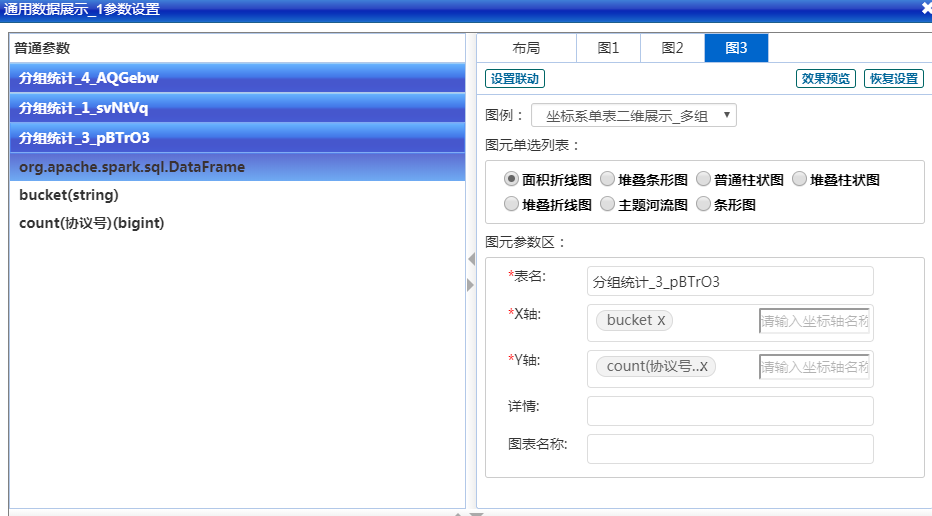 通用数据展示_1参数设置
普通参数
分组统计_4_AQGebw
分组统计_1_svNtVq
分组统计_3_pBTrO3
org.apache.spark.sql.DataFrame
bucket(string)
count(协议号)(bigint)
布局 图1 图2 图3
设置联动 效果预览 恢复设置
图例： 坐标系单表二维展示_多组
图元单选列表：
面积折线图 堆叠条形图 普通柱状图 堆叠柱状图
堆叠折线图 主题河流图 条形图
图元参数区：
*表名: 分组统计_3_pBTrO3
*X轴: bucket X 请输入坐标轴名称
*Y轴: count(协议号..X 请输入坐标轴名称
详情:
图表名称: